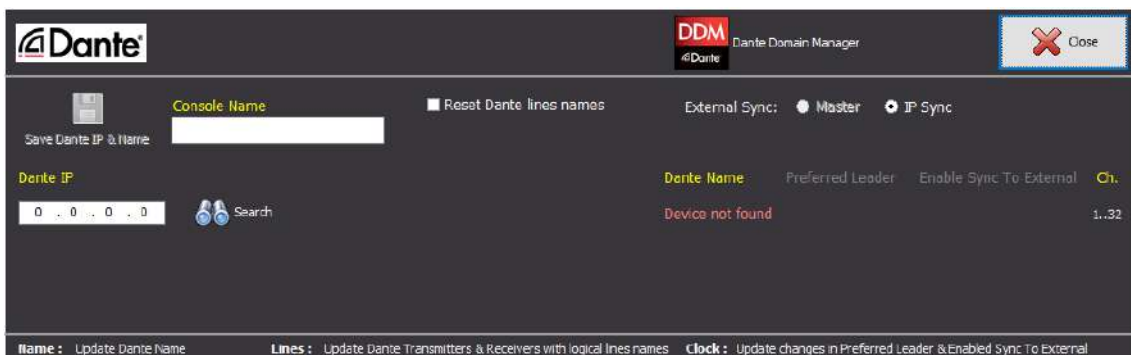 Dante®
DDM
Dante
Dante Domain Manager
Close
Save Dante IP & Name
Console Name
Reset Dante lines names
External Sync:
Master
IP Sync
Dante IP
Dante Name
Preferred Leader
Enable Sync To External
Ch.
0 . 0 . 0 . 0
Search
Device not found
1..32
Name : Update Dante Name
Lines : Update Dante Transmitters & Receivers with logical lines names
Clock : Update changes in Preferred Leader & Enabled Sync To External